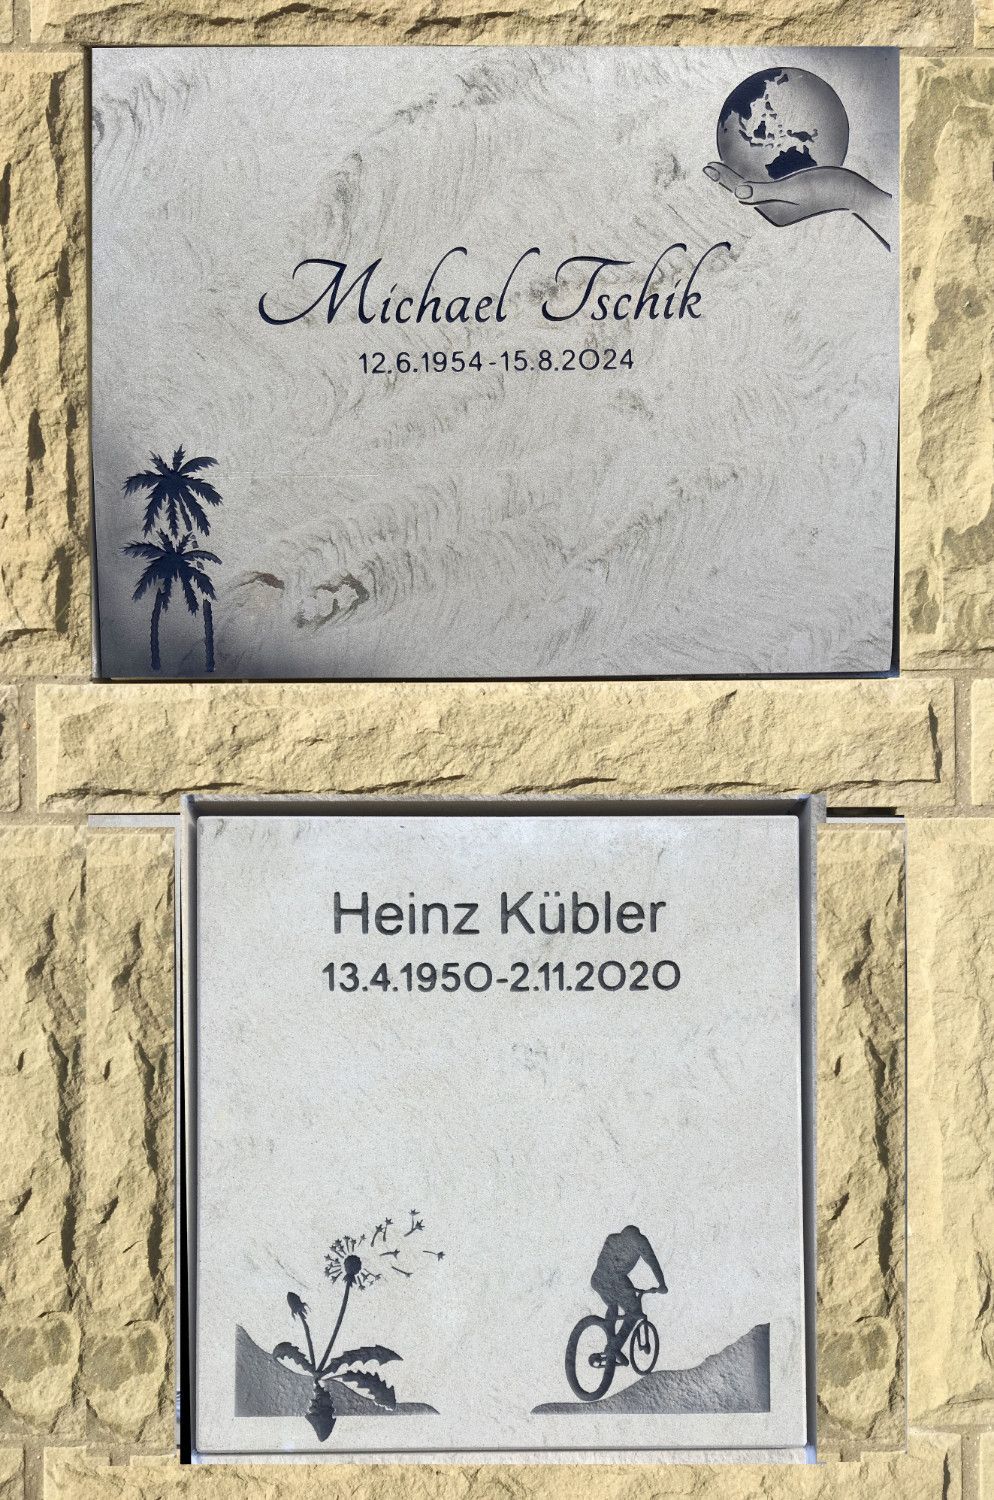 Michael Tschik
12.6.1954-15.8.2024
Heinz Kübler
13.4.1950-2.11.2020